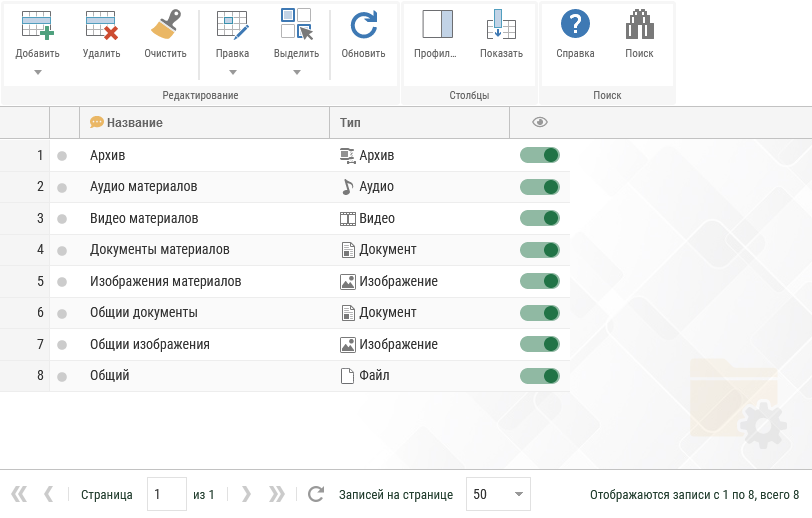 Добавить Удалить Очистить Правка Выделить Обновить Профил... Показать Справка Поиск
Редактирование Столбцы Поиск
Название Тип
1 Архив Архив
2 Аудио материалов Аудио
3 Видео материалов Видео
4 Документы материалов Документ
5 Изображения материалов Изображение
6 Общии документы Документ
7 Общии изображения Изображение
8 Общий Файл
Страница 1 из 1 Записей на странице 50 Отображаются записи с 1 по 8, всего 8